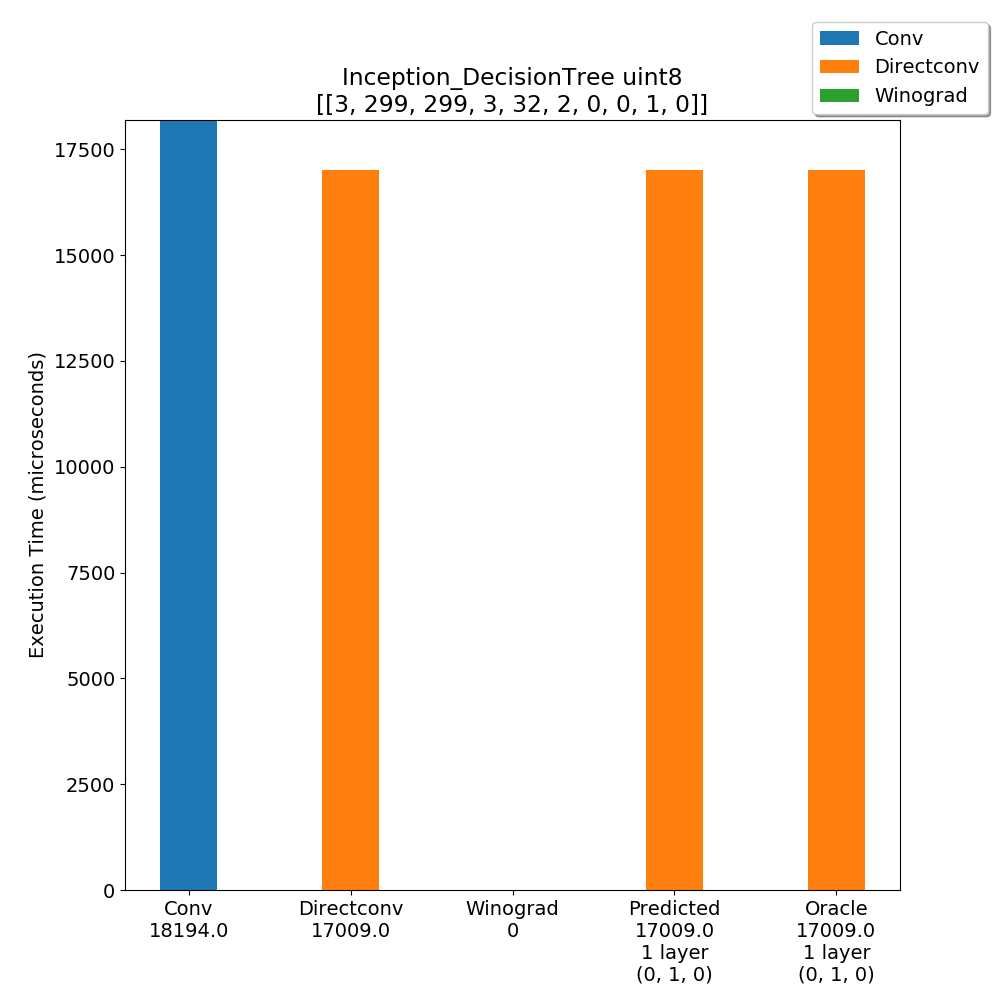 Conv
Directconv
Winograd
Inception_DecisionTree uint8
[[3, 299, 299, 3, 32, 2, 0, 0, 1, 0]]
Execution Time (microseconds)
17500
15000
12500
10000
7500
5000
2500
0
Conv
18194.0
Directconv
17009.0
Winograd
0
Predicted
17009.0
1 layer
(0, 1, 0)
Oracle
17009.0
1 layer
(0, 1, 0)